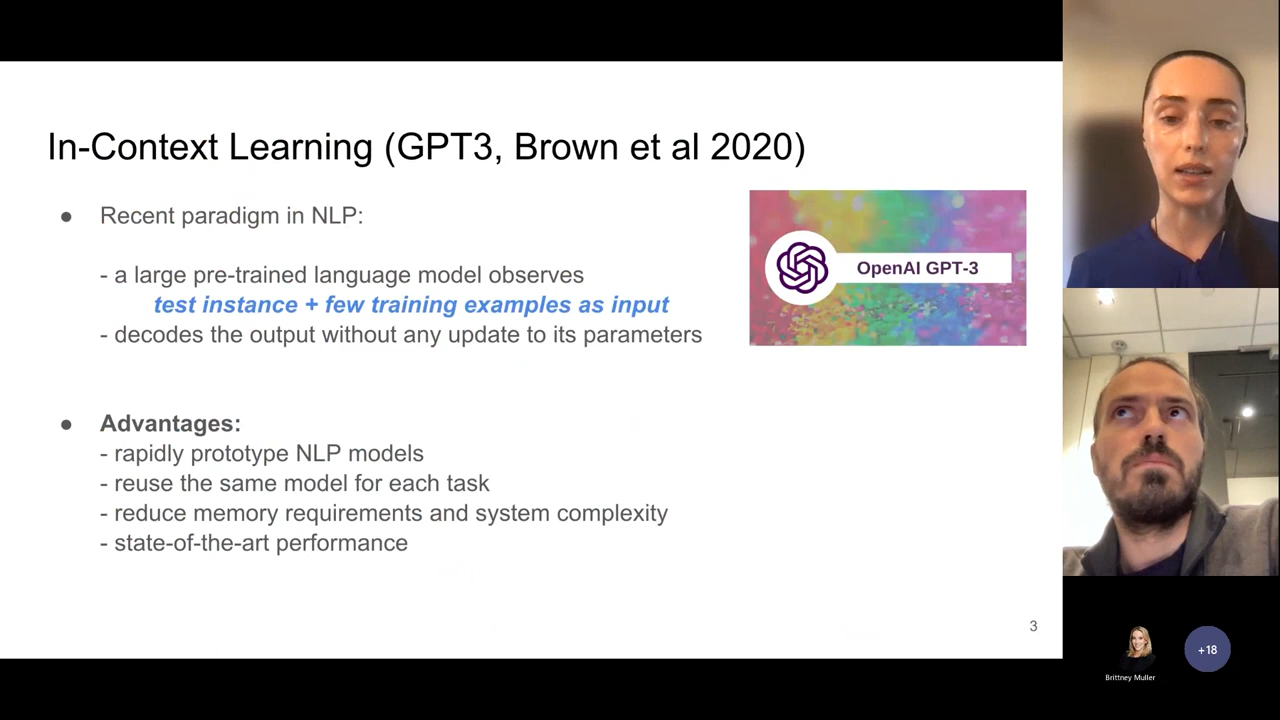 In-Context Learning (GPT3, Brown et al 2020)
● Recent paradigm in NLP:
- a large pre-trained language model observes
test instance + few training examples as input
- decodes the output without any update to its parameters
OpenAI GPT-3
● Advantages:
- rapidly prototype NLP models
- reuse the same model for each task
- reduce memory requirements and system complexity
- state-of-the-art performance
3
+18
Brittney Muller